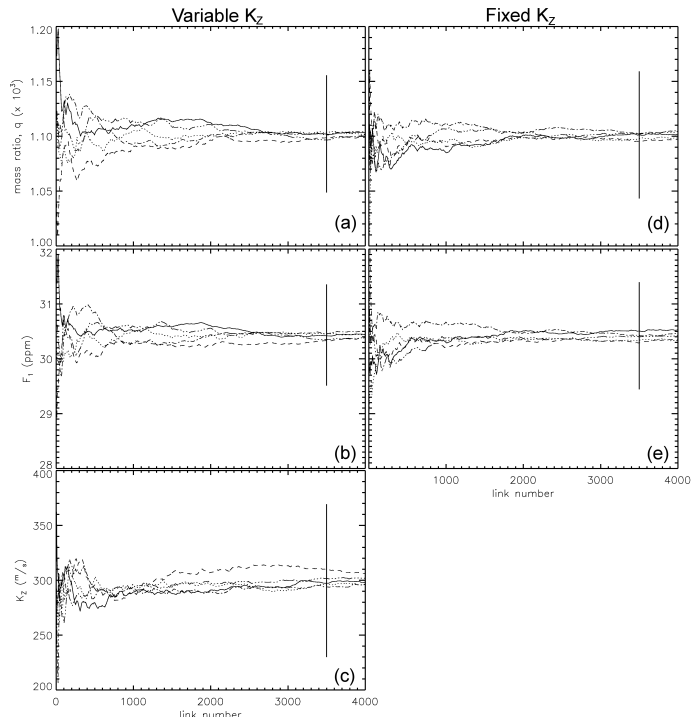 Variable K_Z
Fixed K_Z
1.20
1.15
1.10
1.05
1.00
mass ratio, q (x 10³)
(a)
(d)
32
31
30
29
28
F₁ (ppm)
(b)
(e)
1000 2000 3000 4000
link number
400
350
300
250
200
K_Z (m/s)
(c)
0 1000 2000 3000 4000
link number